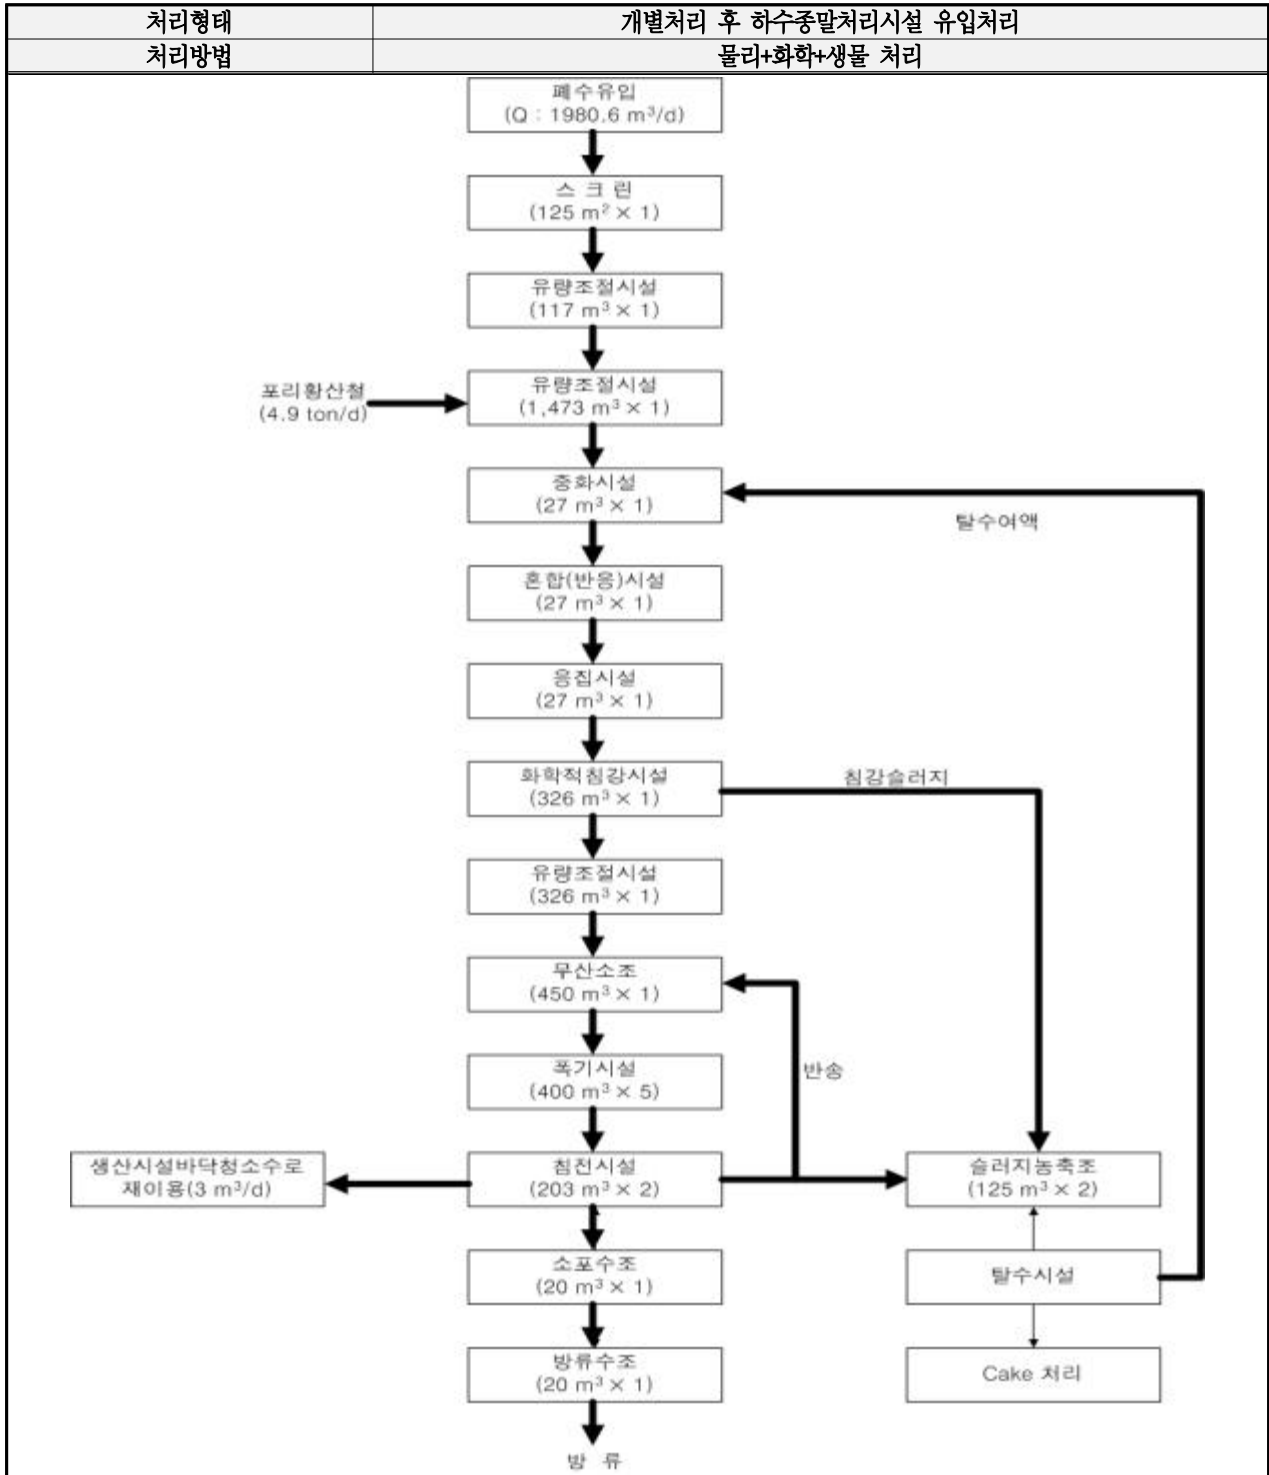 처리형태
개별처리 후 하수종말처리시설 유입처리
처리방법
물리+화학+생물 처리
폐수유입
(Q : 1980.6 m³/d)
스 크 린
(125 m² × 1)
유량조절시설
(117 m³ × 1)
포리황산철
(4.9 ton/d)
유량조절시설
(1,473 m³ × 1)
중화시설
(27 m³ × 1)
탈수여액
혼합(반응)시설
(27 m³ × 1)
응집시설
(27 m³ × 1)
화학적침강시설
(326 m³ × 1)
침강슬러지
유량조절시설
(326 m³ × 1)
무산소조
(450 m³ × 1)
폭기시설
(400 m³ × 5)
반송
생산시설바닥청소수로
재이용(3 m³/d)
침전시설
(203 m³ × 2)
슬러지농축조
(125 m³ × 2)
소포수조
(20 m³ × 1)
탈수시설
방류수조
(20 m³ × 1)
Cake 처리
방 류